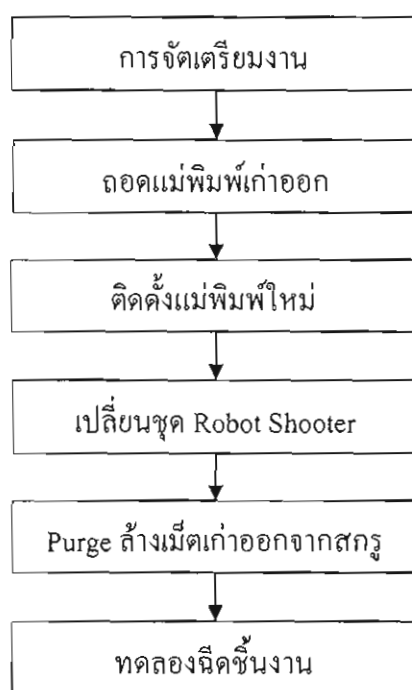 การจัดเตรียมงาน
ถอดแม่พิมพ์เก่าออก
ติดตั้งแม่พิมพ์ใหม่
เปลี่ยนชุด Robot Shooter
Purge ล้างเม็ดเก่าออกจากสกรู
ทดลองฉีดชิ้นงาน